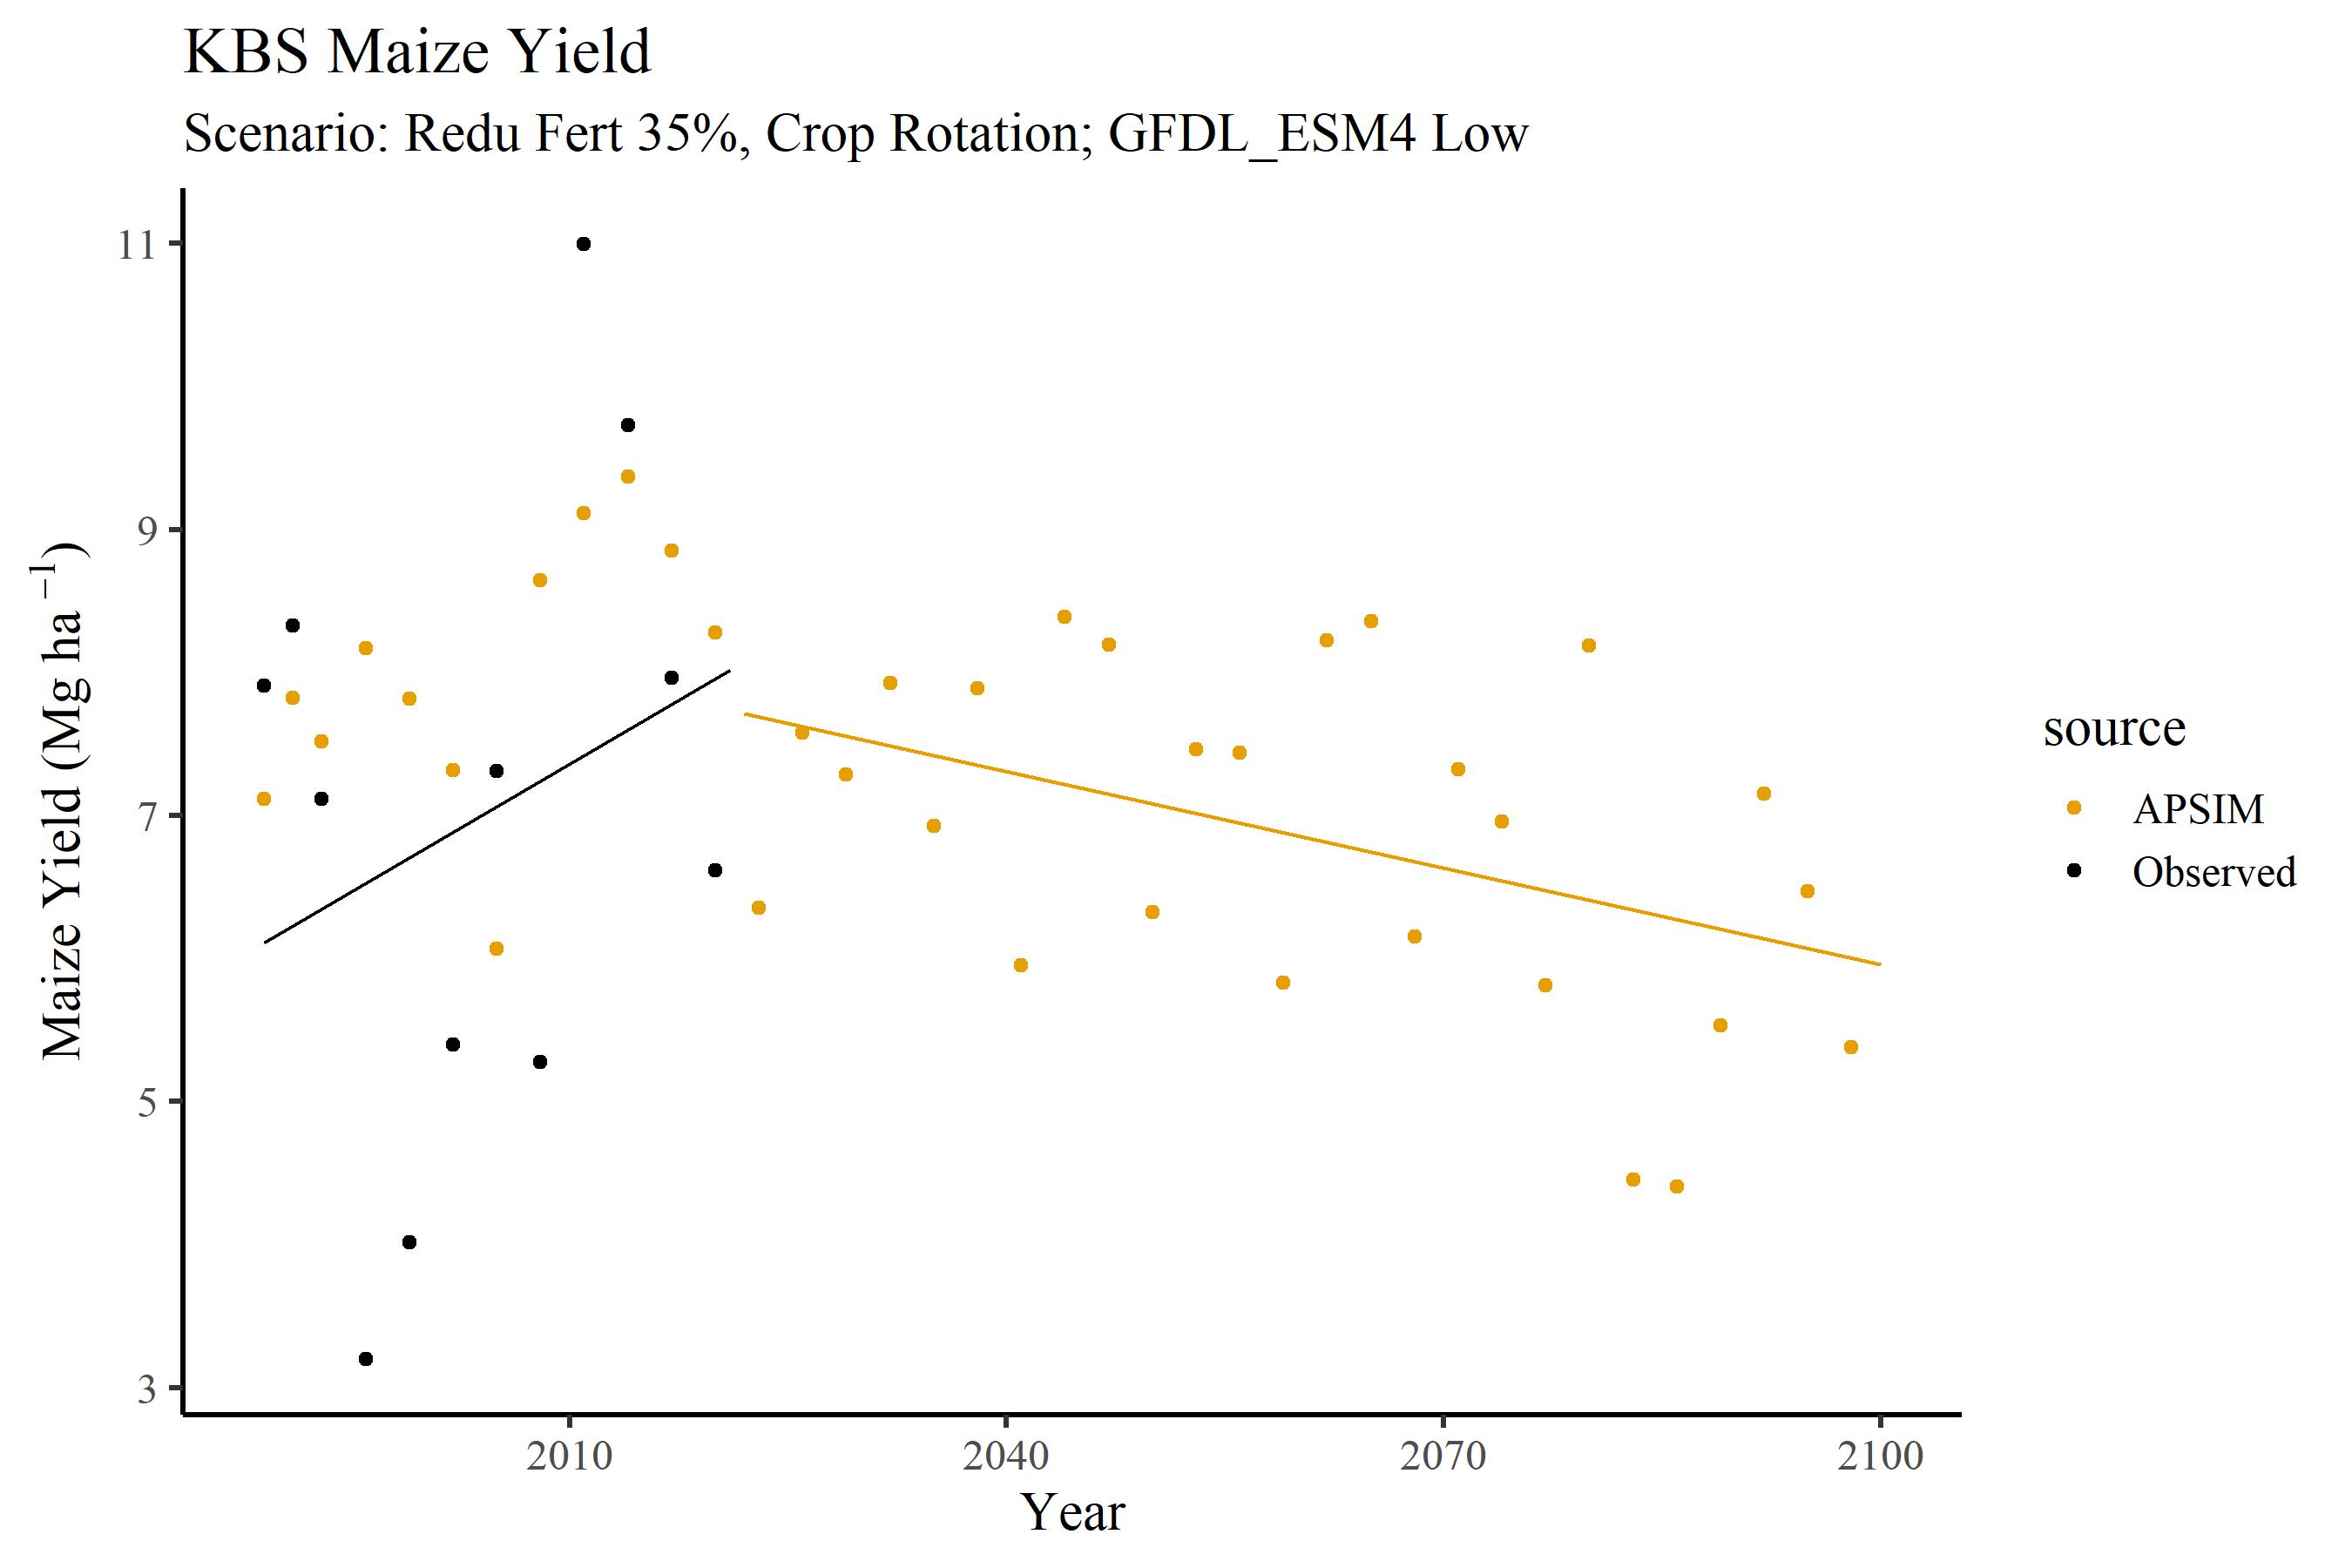 KBS Maize Yield
Scenario: Redu Fert 35%, Crop Rotation; GFDL_ESM4 Low
11
9
7
5
3
Maize Yield (Mg ha⁻¹)
2010 2040 2070 2100
Year
source
APSIM
Observed